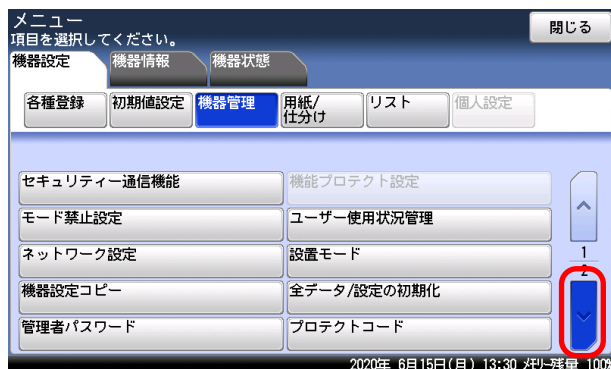 メニュー
項目を選択してください。
閉じる
機器設定 機器情報 機器状態
各種登録 初期値設定 機器管理 用紙/仕分け リスト 個人設定
セキュリティー通信機能 機能プロテクト設定
モード禁止設定 ユーザー使用状況管理
ネットワーク設定 設置モード
1
2
機器設定コピー 全データ/設定の初期化
管理者パスワード プロテクトコード
2020年 6月15日(月) 13:30 メモリー残量 100%